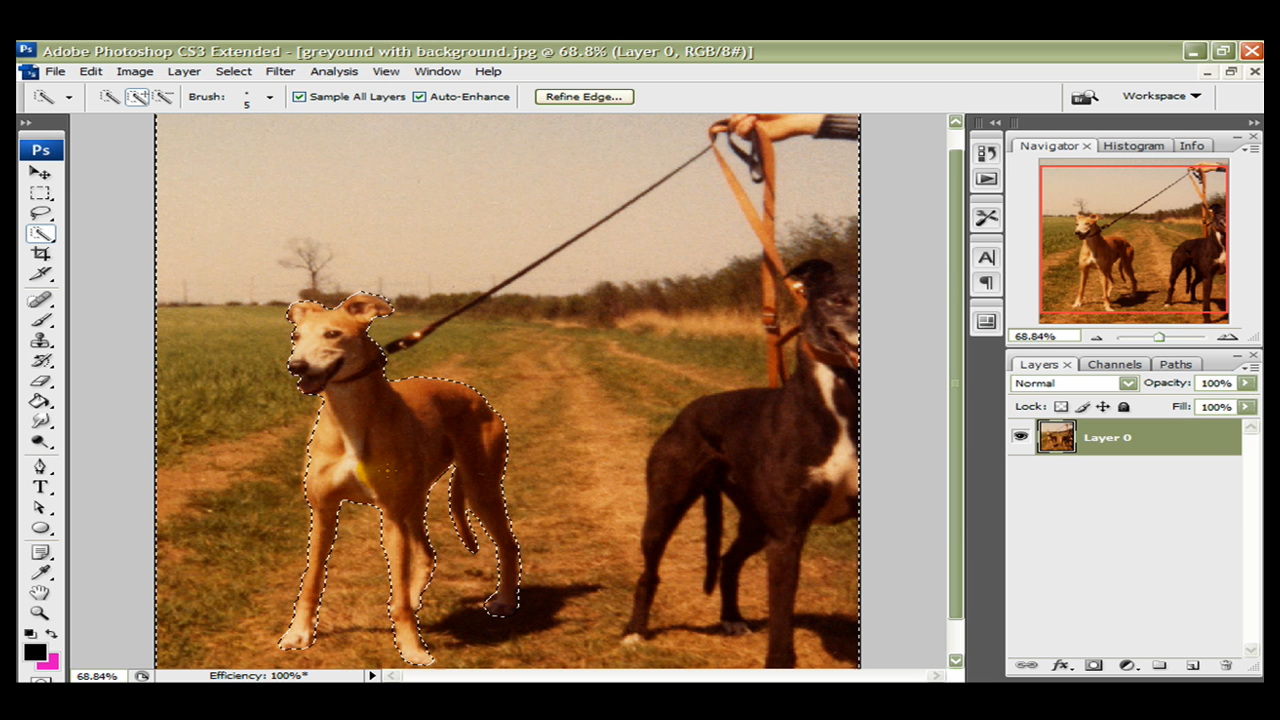 Ps Adobe Photoshop CS3 Extended - [greyound with background.jpg @ 68.8% (Layer 0, RGB/8#)]
File Edit Image Layer Select Filter Analysis View Window Help
Brush: 5 Sample All Layers Auto-Enhance Refine Edge... Workspace
Ps
T
Navigator Histogram Info
A
68.84%
Layers Channels Paths
Normal Opacity: 100%
Lock: Fill: 100%
Layer 0
fx
68.84% Efficiency: 100%*